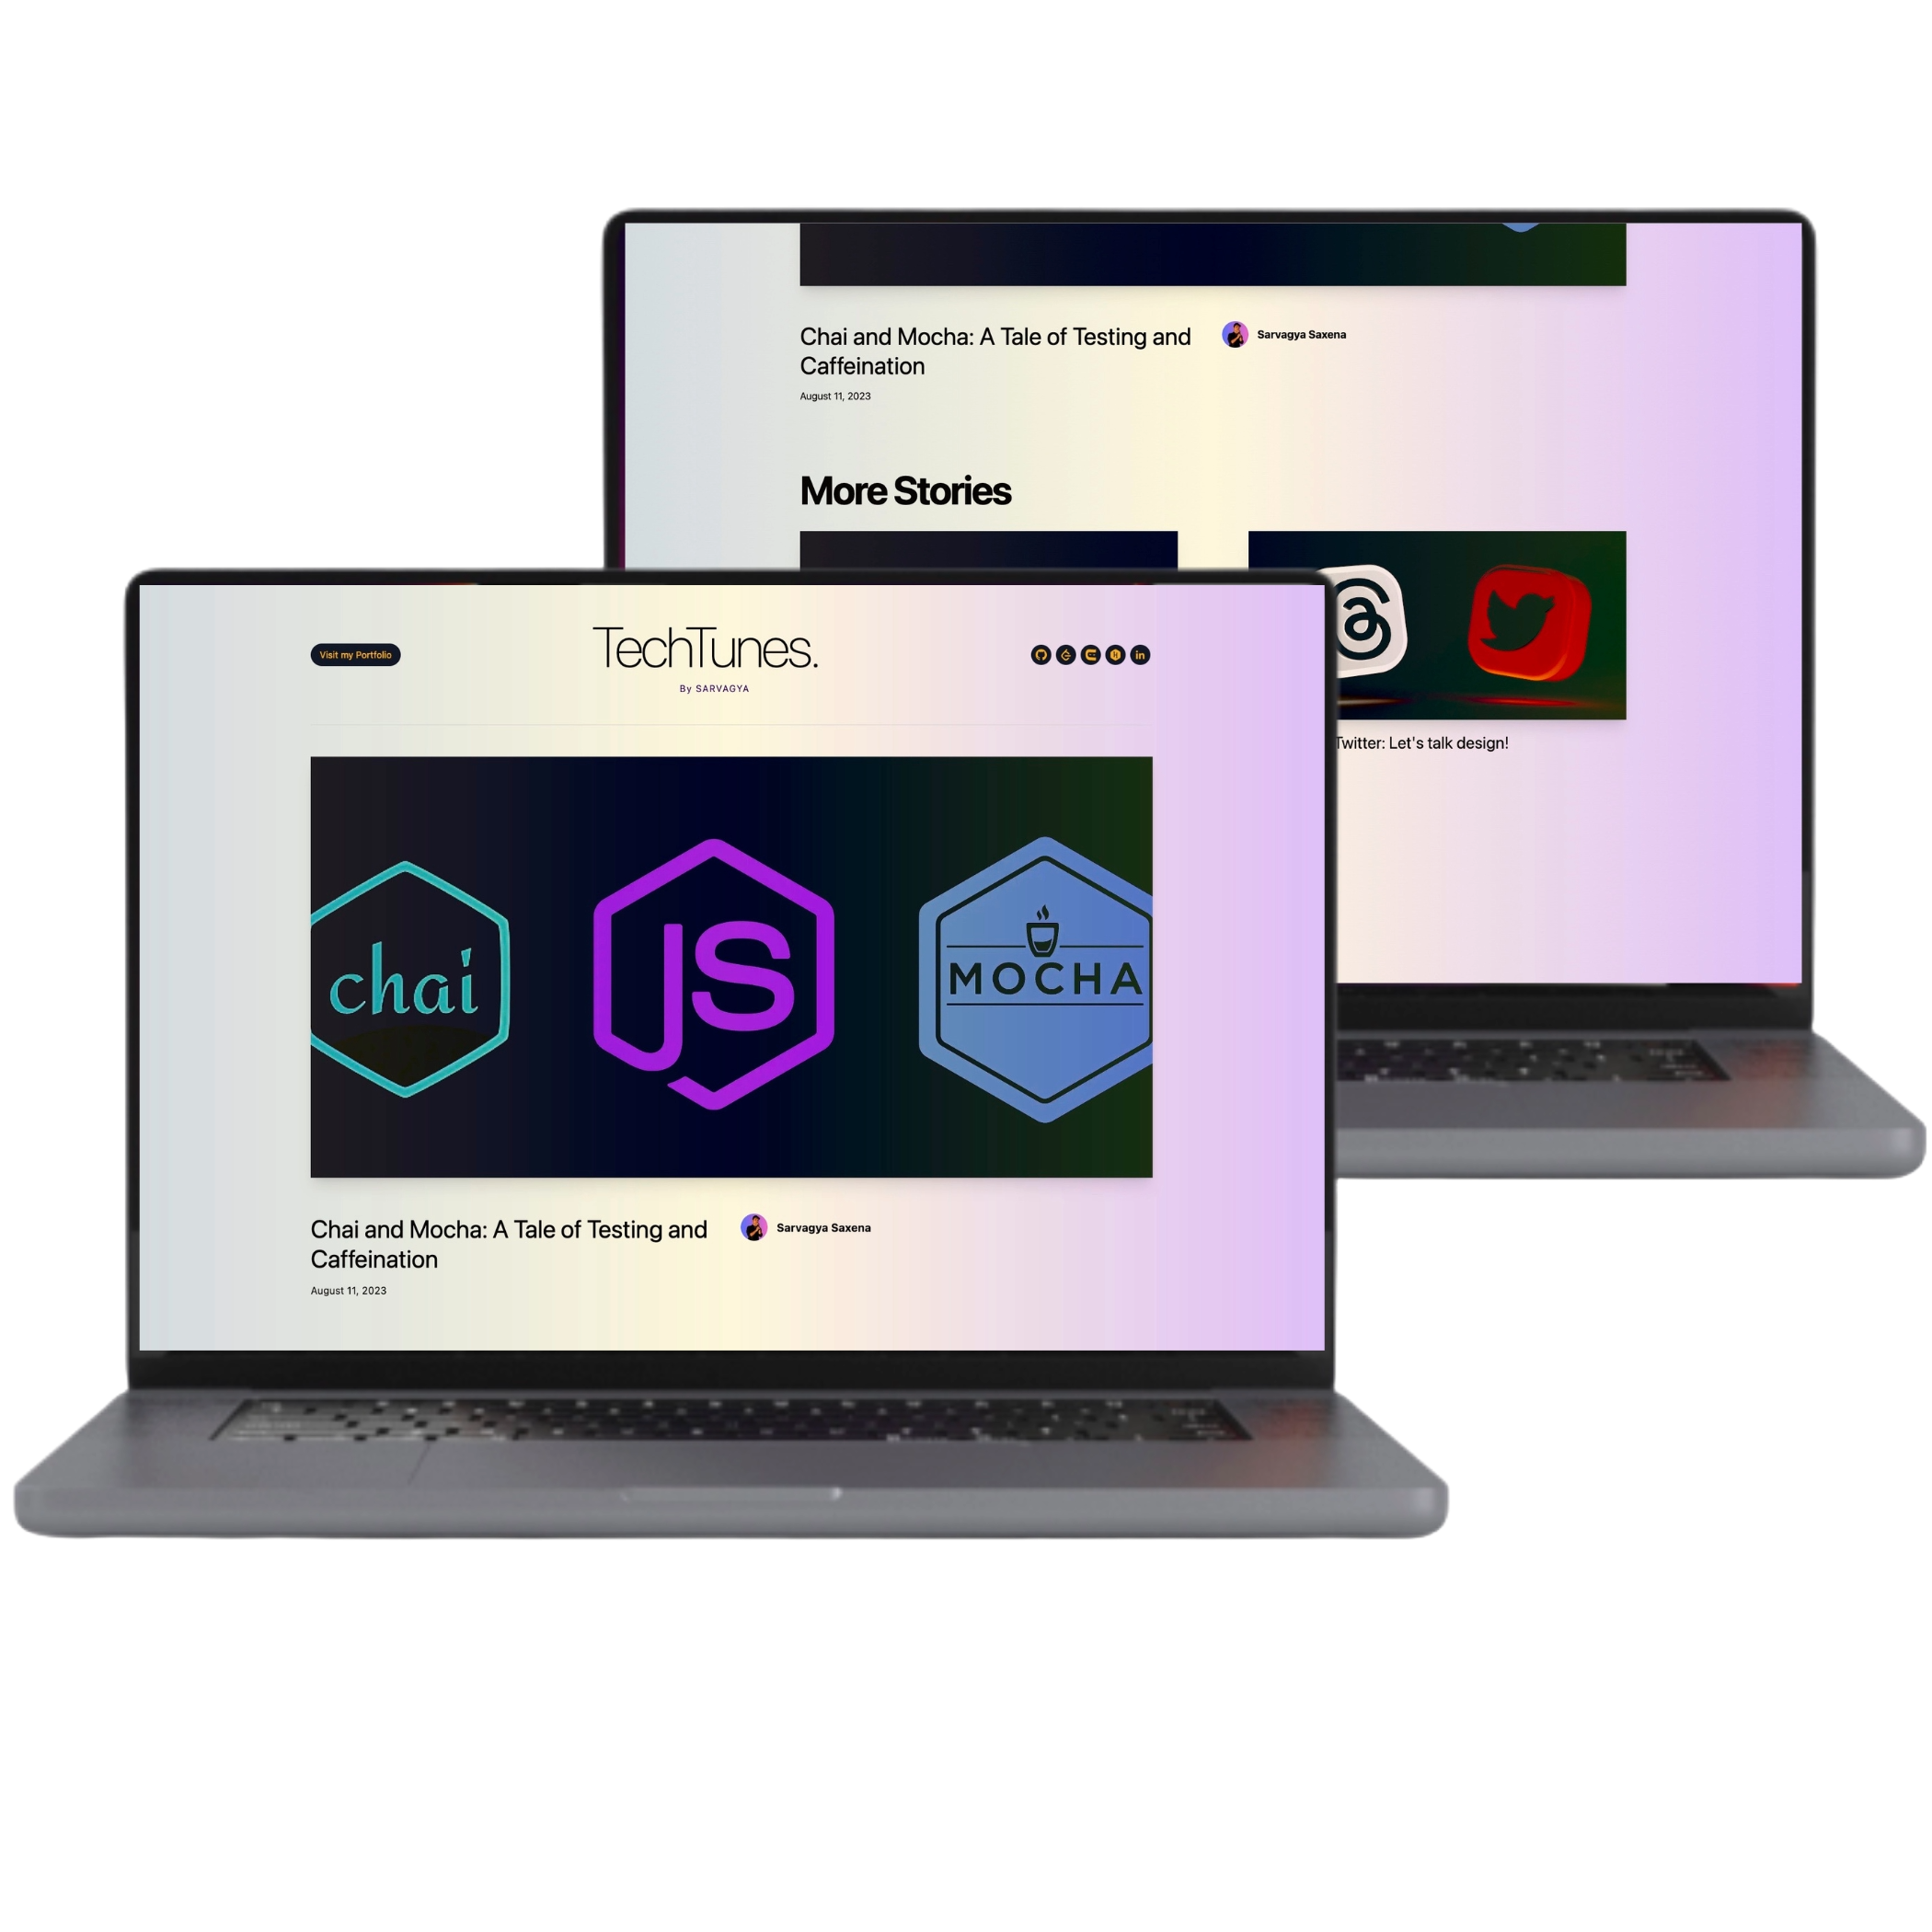 Chai and Mocha: A Tale of Testing and
Caffeination
Sarvagya Saxena
August 11, 2023
More Stories
Twitter: Let's talk design!
Visit my Portfolio
TechTunes.
By SARVAGYA
in
chai
JS
MOCHA
Chai and Mocha: A Tale of Testing and
Caffeination
Sarvagya Saxena
August 11, 2023